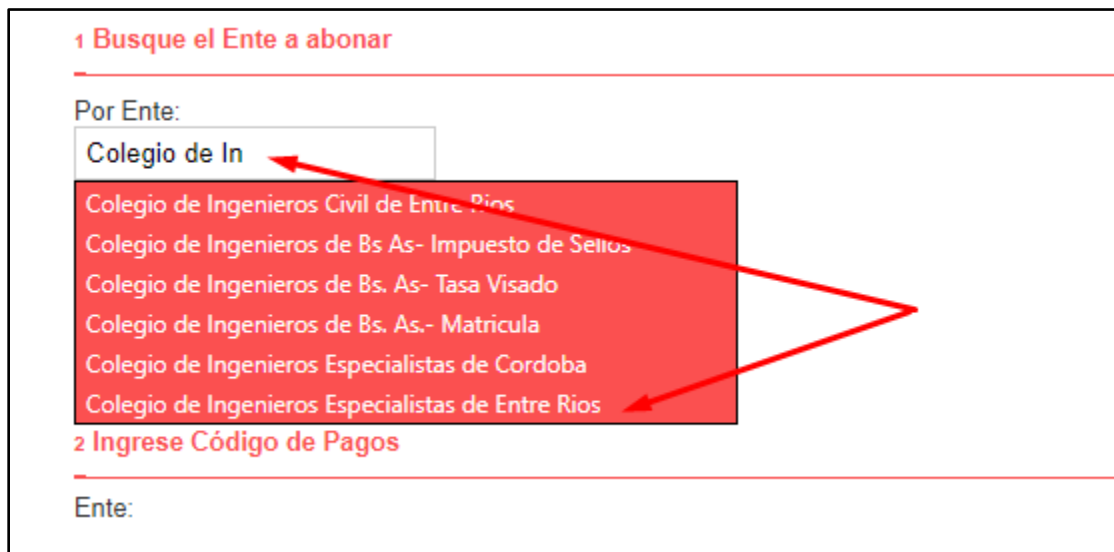 1 Busque el Ente a abonar
Por Ente:
Colegio de In
Colegio de Ingenieros Civil de Entre Rios
Colegio de Ingenieros de Bs As- Impuesto de Sellos
Colegio de Ingenieros de Bs. As- Tasa Visado
Colegio de Ingenieros de Bs. As.- Matricula
Colegio de Ingenieros Especialistas de Cordoba
Colegio de Ingenieros Especialistas de Entre Rios
2 Ingrese Código de Pagos
Ente: